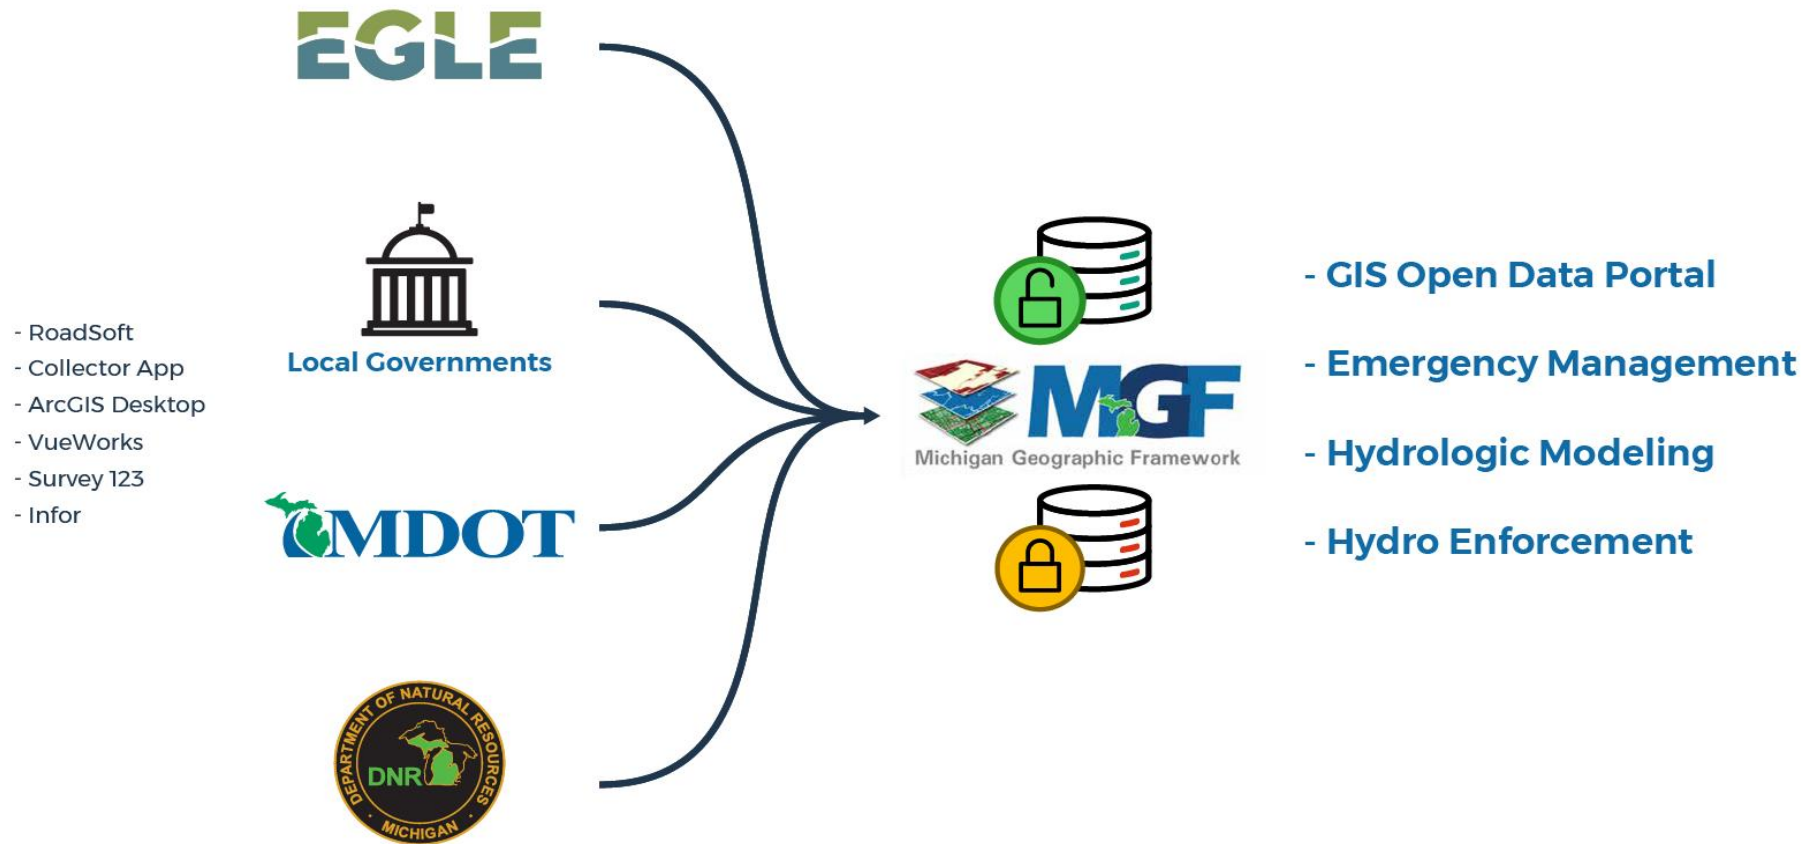 EGLE
- RoadSoft
- Collector App
- ArcGIS Desktop
- VueWorks
- Survey 123
- Infor
Local Governments
MDOT
DEPARTMENT OF NATURAL RESOURCES
DNR
MICHIGAN
MGF
Michigan Geographic Framework
- GIS Open Data Portal
- Emergency Management
- Hydrologic Modeling
- Hydro Enforcement